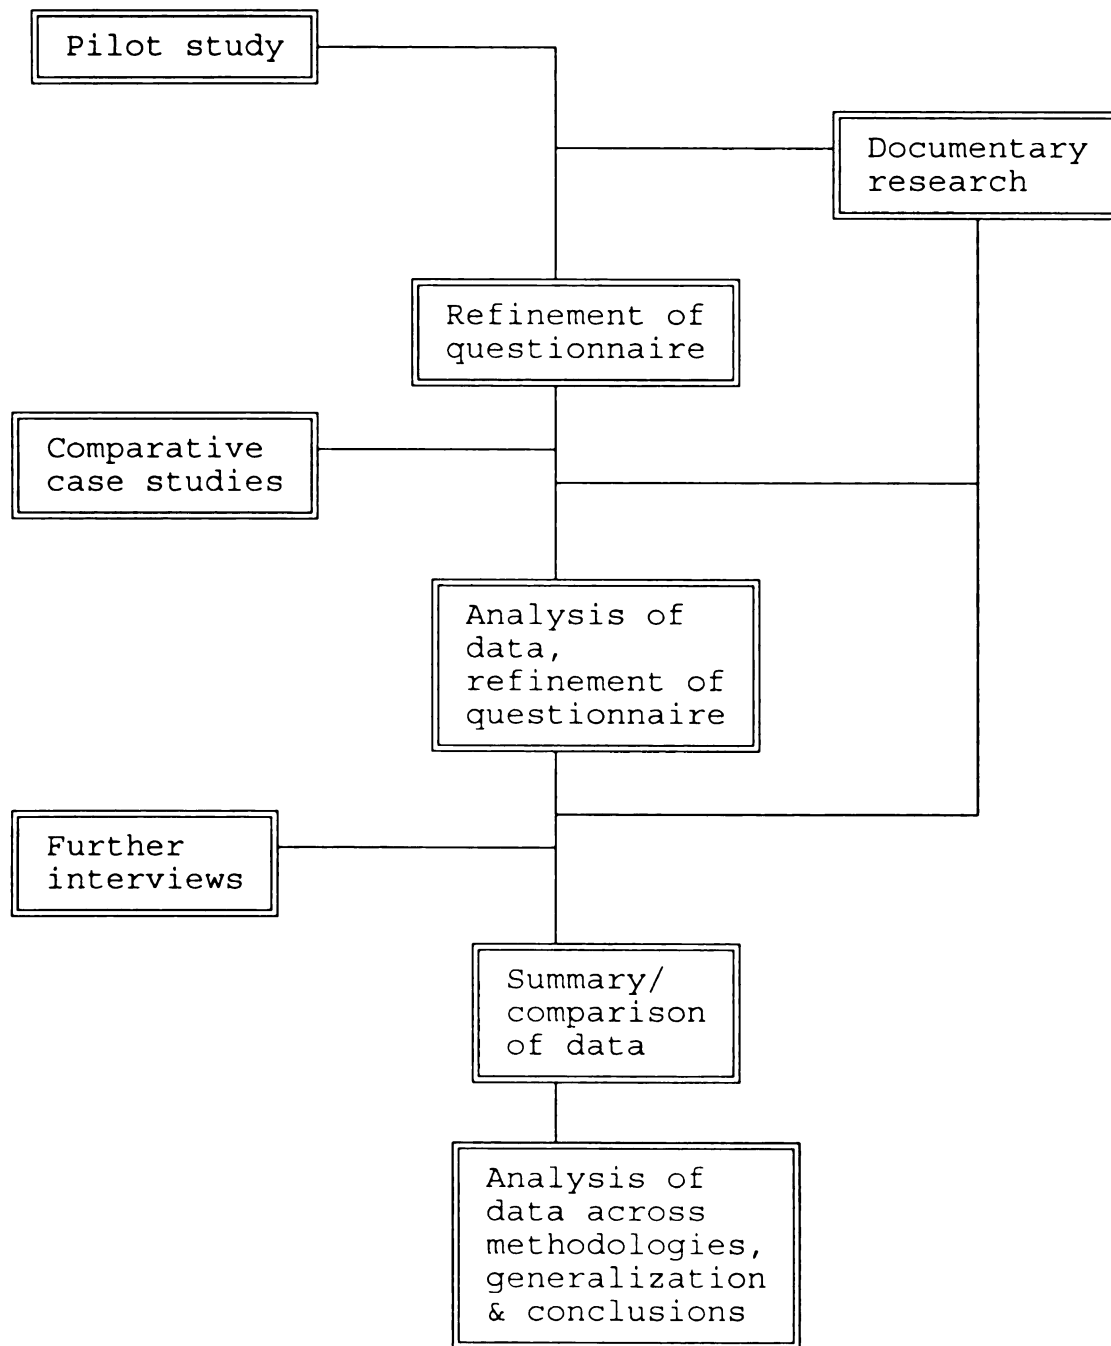 Pilot study
Documentary
research
Refinement of
questionnaire
Comparative
case studies
Analysis of
data,
refinement of
questionnaire
Further
interviews
Summary/
comparison
of data
Analysis of
data across
methodologies,
generalization
& conclusions